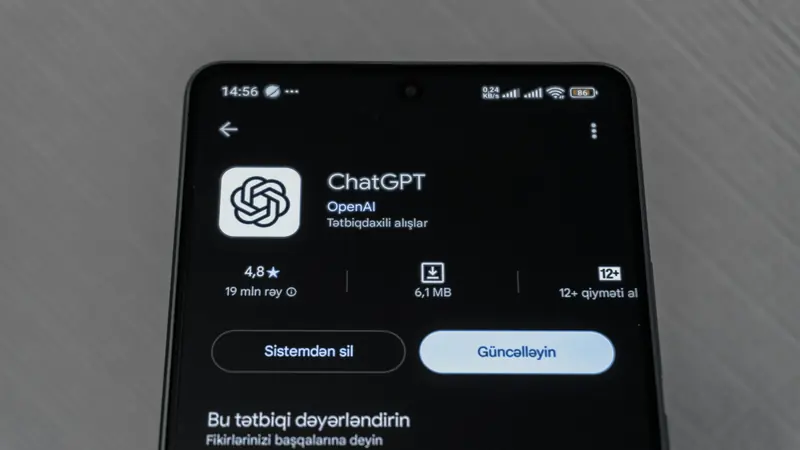 14:56
0,24 KB/s
86
ChatGPT
OpenAI
Tətbiqdaxili alışlar
4,8★
12+
19 mln rəy
6,1 MB
12+ qiyməti al
Sistemdən sil
Güncəlləyin
Bu tətbiqi dəyərləndirin
Fikirlərinizi başqalarına deyin